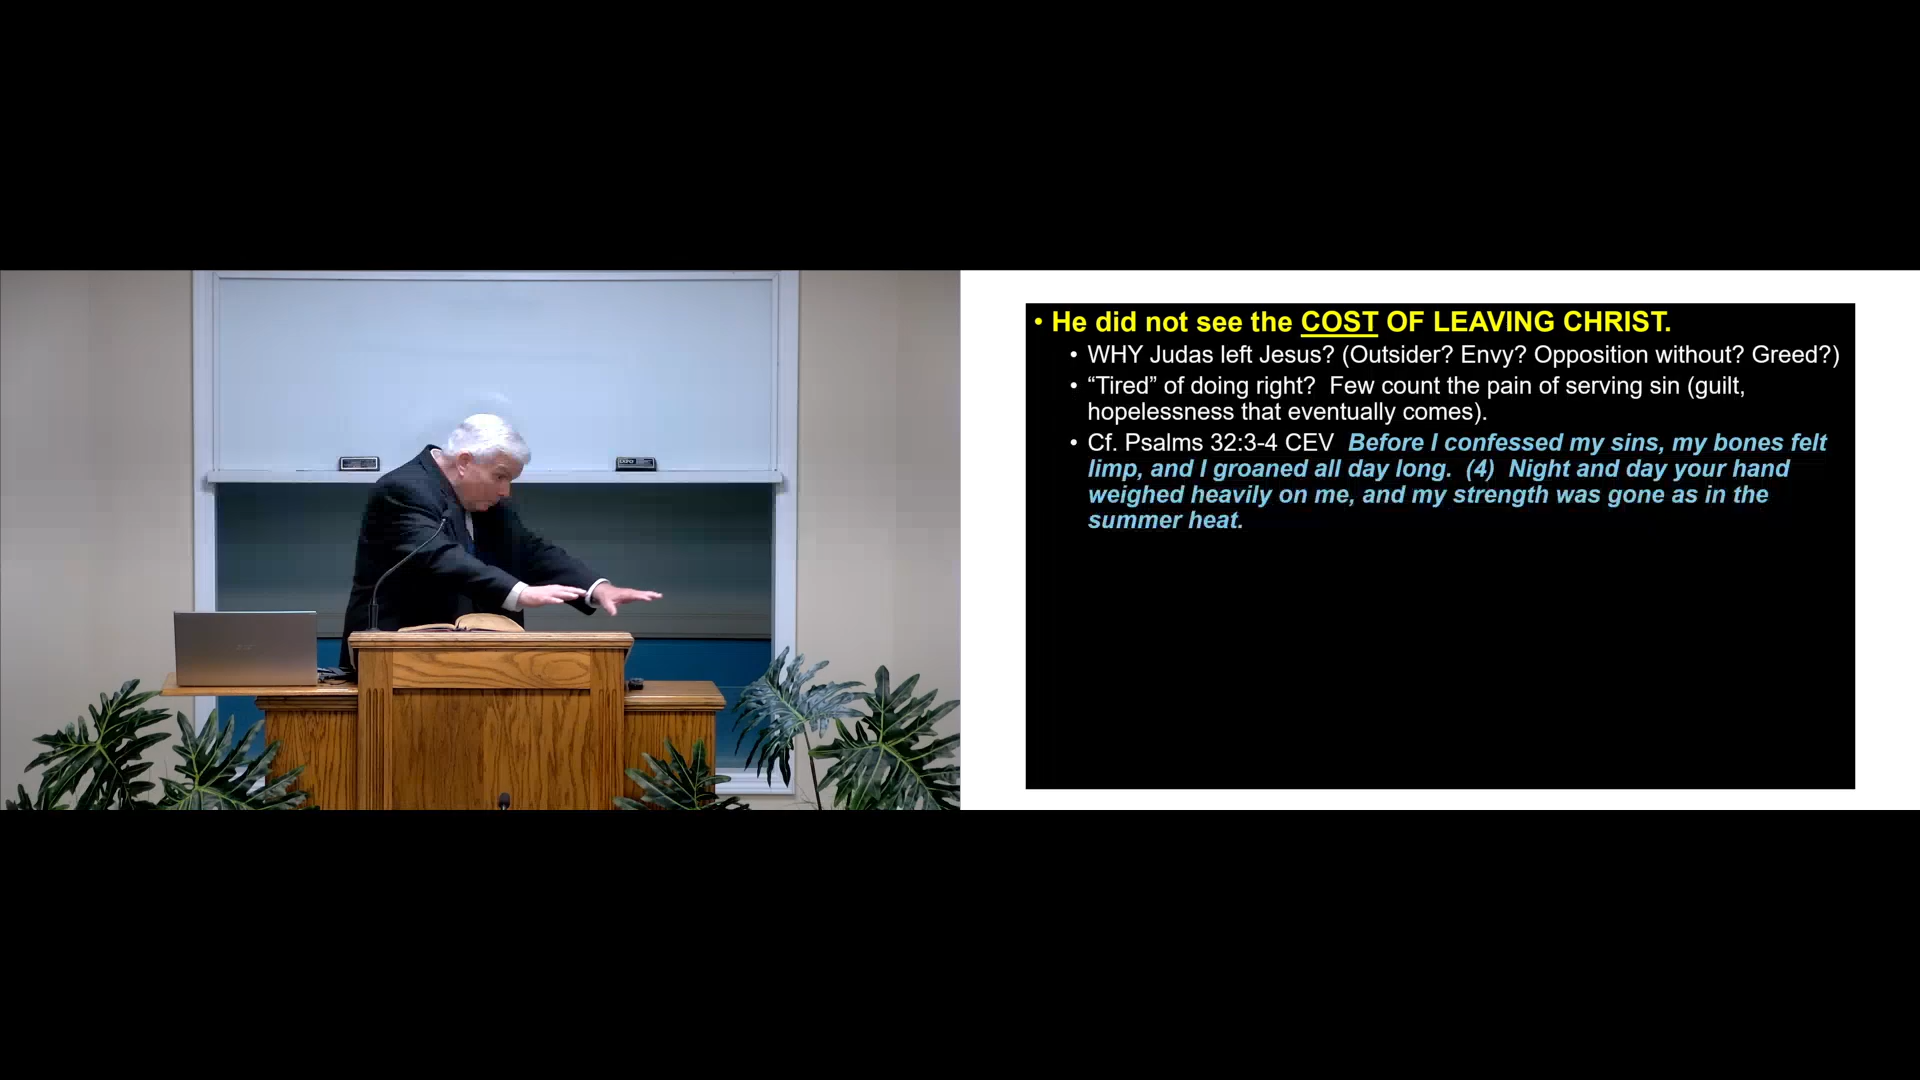 • He did not see the COST OF LEAVING CHRIST.
• WHY Judas left Jesus? (Outsider? Envy? Opposition without? Greed?)
• “Tired” of doing right?  Few count the pain of serving sin (guilt,
hopelessness that eventually comes).
• Cf. Psalms 32:3-4 CEV  Before I confessed my sins, my bones felt
limp, and I groaned all day long.  (4)  Night and day your hand
weighed heavily on me, and my strength was gone as in the
summer heat.